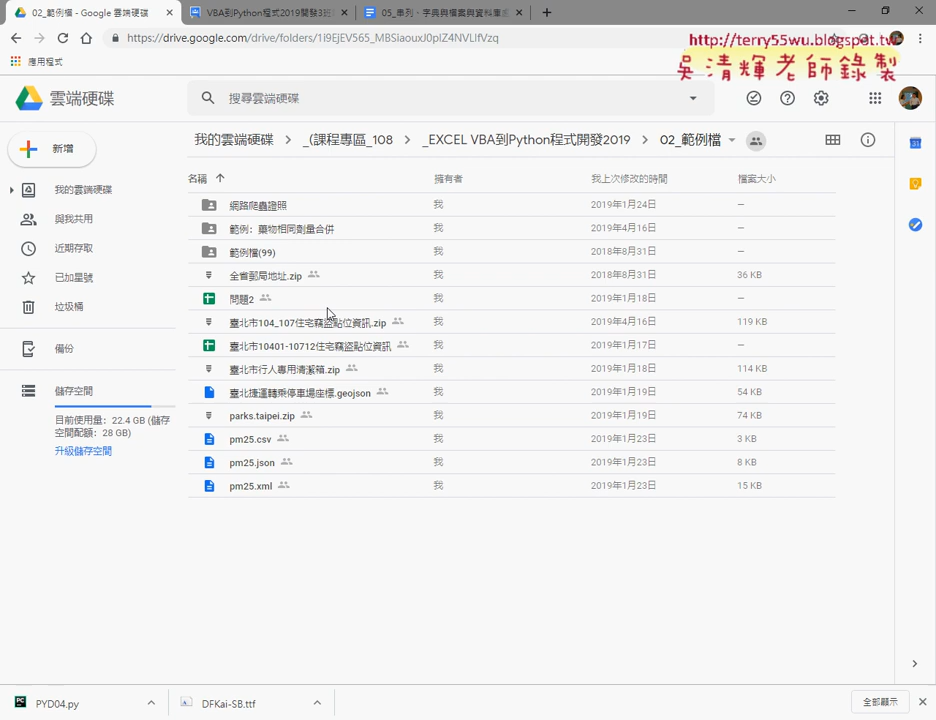 02_範例檔 - Google 雲端硬碟
VBA到Python程式2019開發3班
05_串列、字典與檔案與資料庫處
https://drive.google.com/drive/folders/1I9EjEV565_MBSiaouxJ0pIZ4NVLIfVzq
http://terry55wu.blogspot.tw
吳清輝老師錄製
應用程式
雲端硬碟
搜尋雲端硬碟
新增
我的雲端硬碟
_(課程專區_108
_EXCEL VBA到Python程式開發2019
02_範例檔
名稱
擁有者
我上次修改的時間
檔案大小
我的雲端硬碟
與我共用
近期存取
已加星號
垃圾桶
備份
儲存空間
目前使用量：22.4 GB (儲存
空間配額：28 GB)
升級儲存空間
網路爬蟲證照 我 2019年1月24日 —
範例：藥物相同劑量合併 我 2019年4月16日 —
範例檔(99) 我 2018年8月31日 —
全省郵局地址.zip 我 2018年8月31日 36 KB
問題2 我 2019年1月18日 —
臺北市104_107住宅竊盜點位資訊.zip 我 2019年4月16日 119 KB
臺北市10401-10712住宅竊盜點位資訊 我 2019年1月17日 —
臺北市行人專用清潔箱.zip 我 2019年1月18日 114 KB
臺北捷運轉乘停車場座標.geojson 我 2019年1月19日 54 KB
parks.taipei.zip 我 2019年1月19日 74 KB
pm25.csv 我 2019年1月23日 3 KB
pm25.json 我 2019年1月23日 8 KB
pm25.xml 我 2019年1月23日 15 KB
PYD04.py
DFKai-SB.ttf
全部顯示